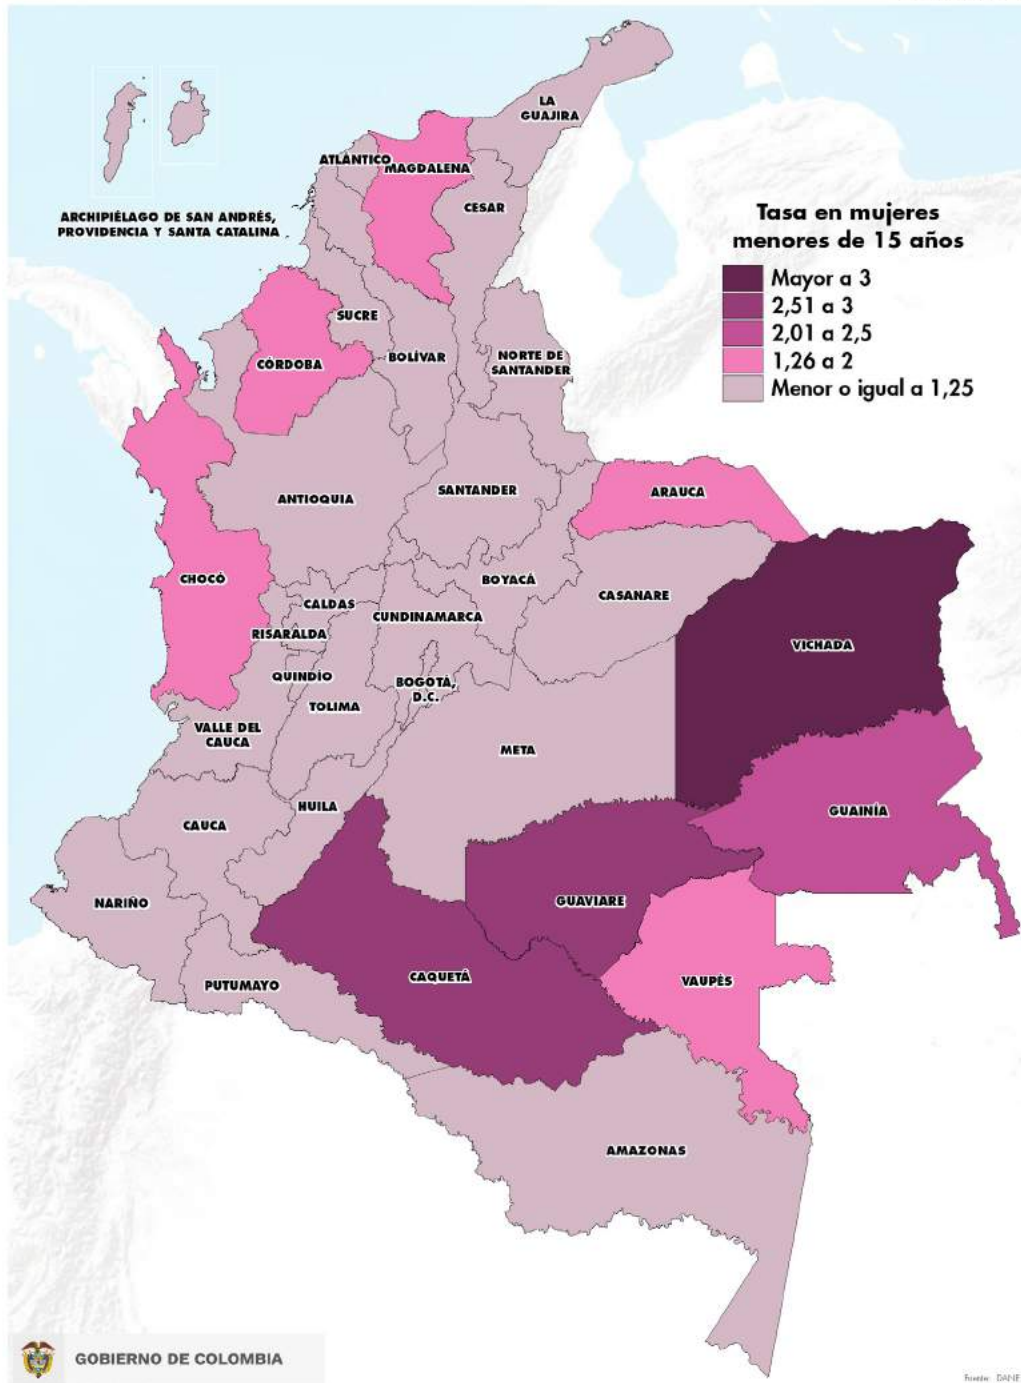 LA
GUAJIRA
ATLÁNTICO
MAGDALENA
CESAR
ARCHIPIÉLAGO DE SAN ANDRÉS,
PROVIDENCIA Y SANTA CATALINA
Tasa en mujeres
menores de 15 años
Mayor a 3
2,51 a 3
2,01 a 2,5
1,26 a 2
Menor o igual a 1,25
SUCRE
CÓRDOBA
BOLÍVAR
NORTE DE
SANTANDER
ANTIOQUIA
SANTANDER
ARAUCA
CHOCÓ
BOYACÁ
CASANARE
CALDAS
CUNDINAMARCA
RISARALDA
VICHADA
QUINDÍO
BOGOTÁ,
D.C.
TOLIMA
VALLE DEL
CAUCA
META
HUILA
GUAINÍA
CAUCA
NARIÑO
GUAVIARE
PUTUMAYO
CAQUETÁ
VAUPÉS
AMAZONAS
GOBIERNO DE COLOMBIA
Fuente: DANE